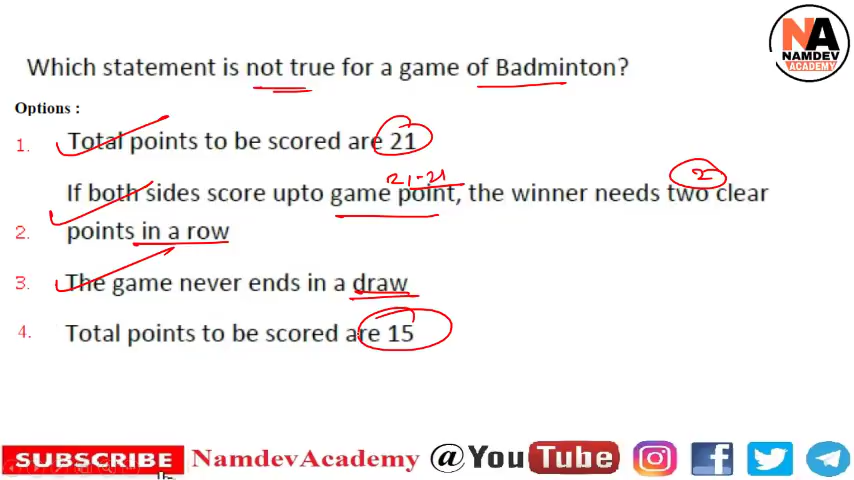 NA
NAMDEV
ACADEMY
Which statement is not true for a game of Badminton?
Options :
1. Total points to be scored are 21
21-21
2
If both sides score upto game point, the winner needs two clear
2. points in a row
3. The game never ends in a draw
4. Total points to be scored are 15
SUBSCRIBE NamdevAcademy @YouTube